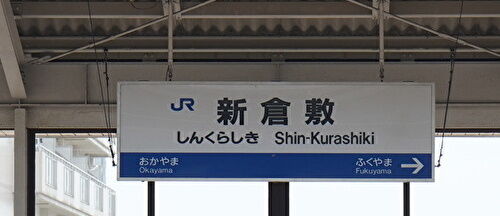 JR 新倉敷
しんくらしき Shin-Kurashiki
おかやま ふくやま
Okayama Fukuyama →